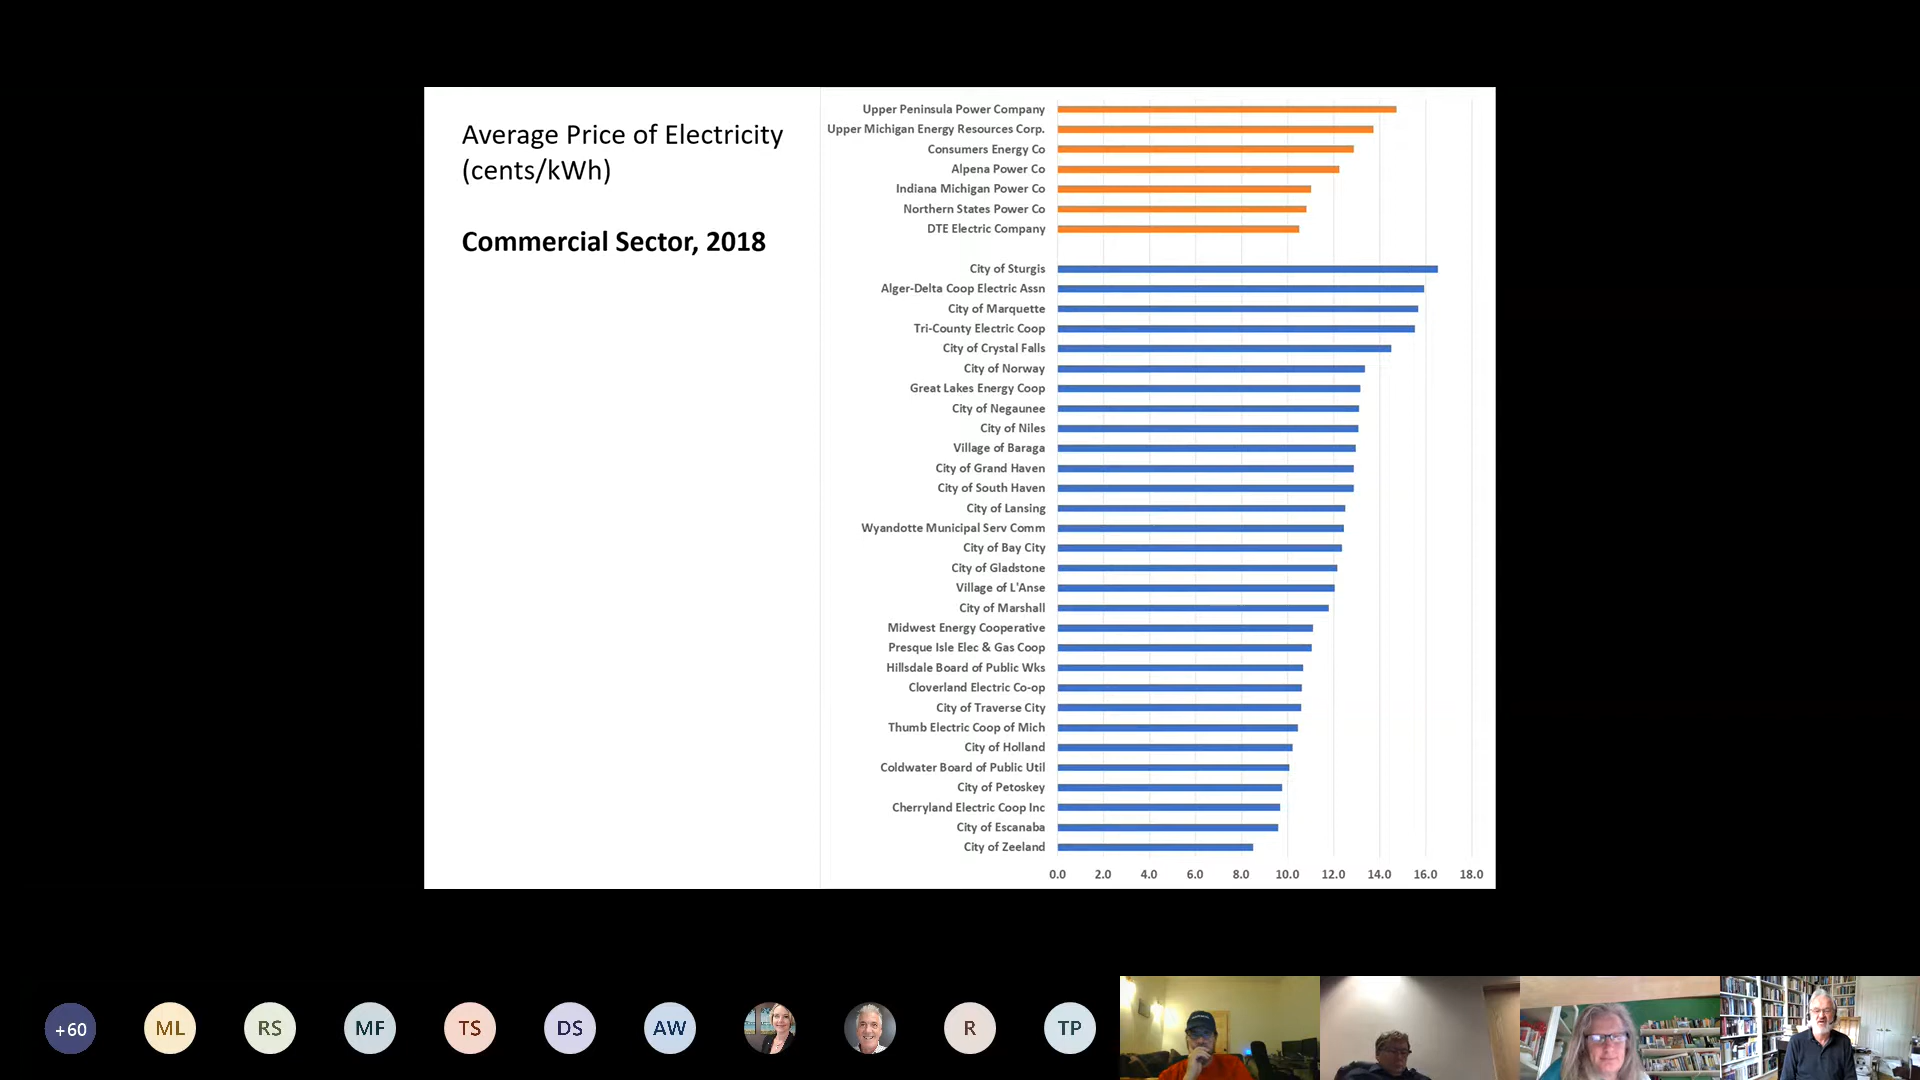 Average Price of Electricity
(cents/kWh)
Commercial Sector, 2018
Upper Peninsula Power Company
Upper Michigan Energy Resources Corp.
Consumers Energy Co
Alpena Power Co
Indiana Michigan Power Co
Northern States Power Co
DTE Electric Company
City of Sturgis
Alger-Delta Coop Electric Assn
City of Marquette
Tri-County Electric Coop
City of Crystal Falls
City of Norway
Great Lakes Energy Coop
City of Negaunee
City of Niles
Village of Baraga
City of Grand Haven
City of South Haven
City of Lansing
Wyandotte Municipal Serv Comm
City of Bay City
City of Gladstone
Village of L'Anse
City of Marshall
Midwest Energy Cooperative
Presque Isle Elec & Gas Coop
Hillsdale Board of Public Wks
Cloverland Electric Co-op
City of Traverse City
Thumb Electric Coop of Mich
City of Holland
Coldwater Board of Public Util
City of Petoskey
Cherryland Electric Coop Inc
City of Escanaba
City of Zeeland
0.0 2.0 4.0 6.0 8.0 10.0 12.0 14.0 16.0 18.0
+60 ML RS MF TS DS AW R TP